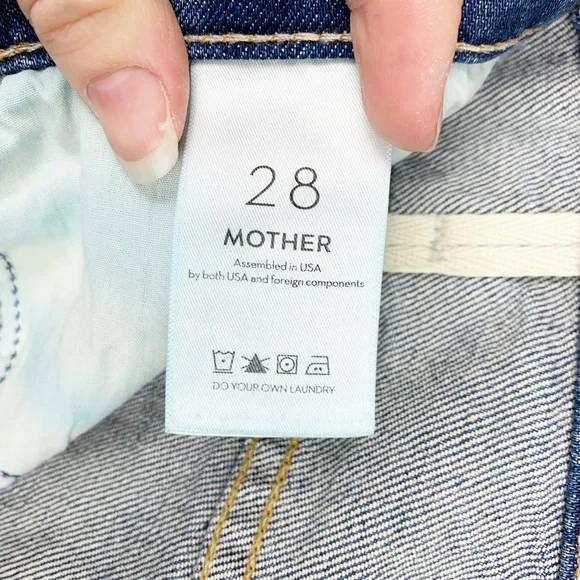 28
MOTHER
Assembled in USA
by both USA and foreign components
DO YOUR OWN LAUNDRY